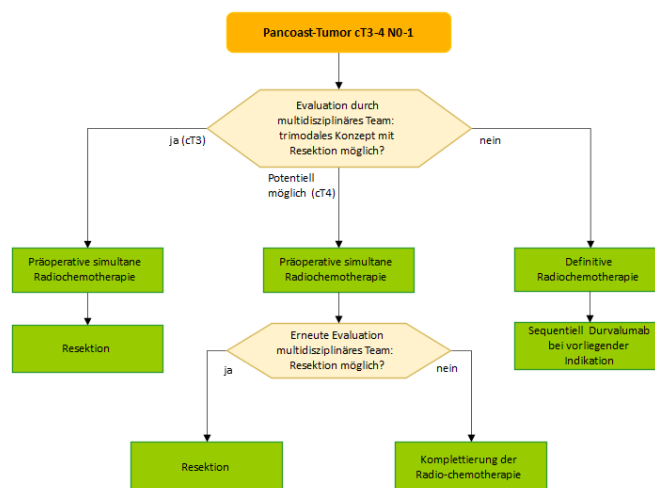 Pancoast-Tumor cT3-4 N0-1
Evaluation durch
multidisziplinäres Team:
trimodales Konzept mit
Resektion möglich?
ja (cT3)
nein
Potentiell
möglich (cT4)
Präoperative simultane
Radiochemotherapie
Präoperative simultane
Radiochemotherapie
Definitive
Radiochemotherapie
Resektion
Erneute Evaluation
multidisziplinäres Team:
Resektion möglich?
Sequentiell Durvalumab
bei vorliegender
Indikation
ja
nein
Resektion
Komplettierung der
Radio-chemotherapie